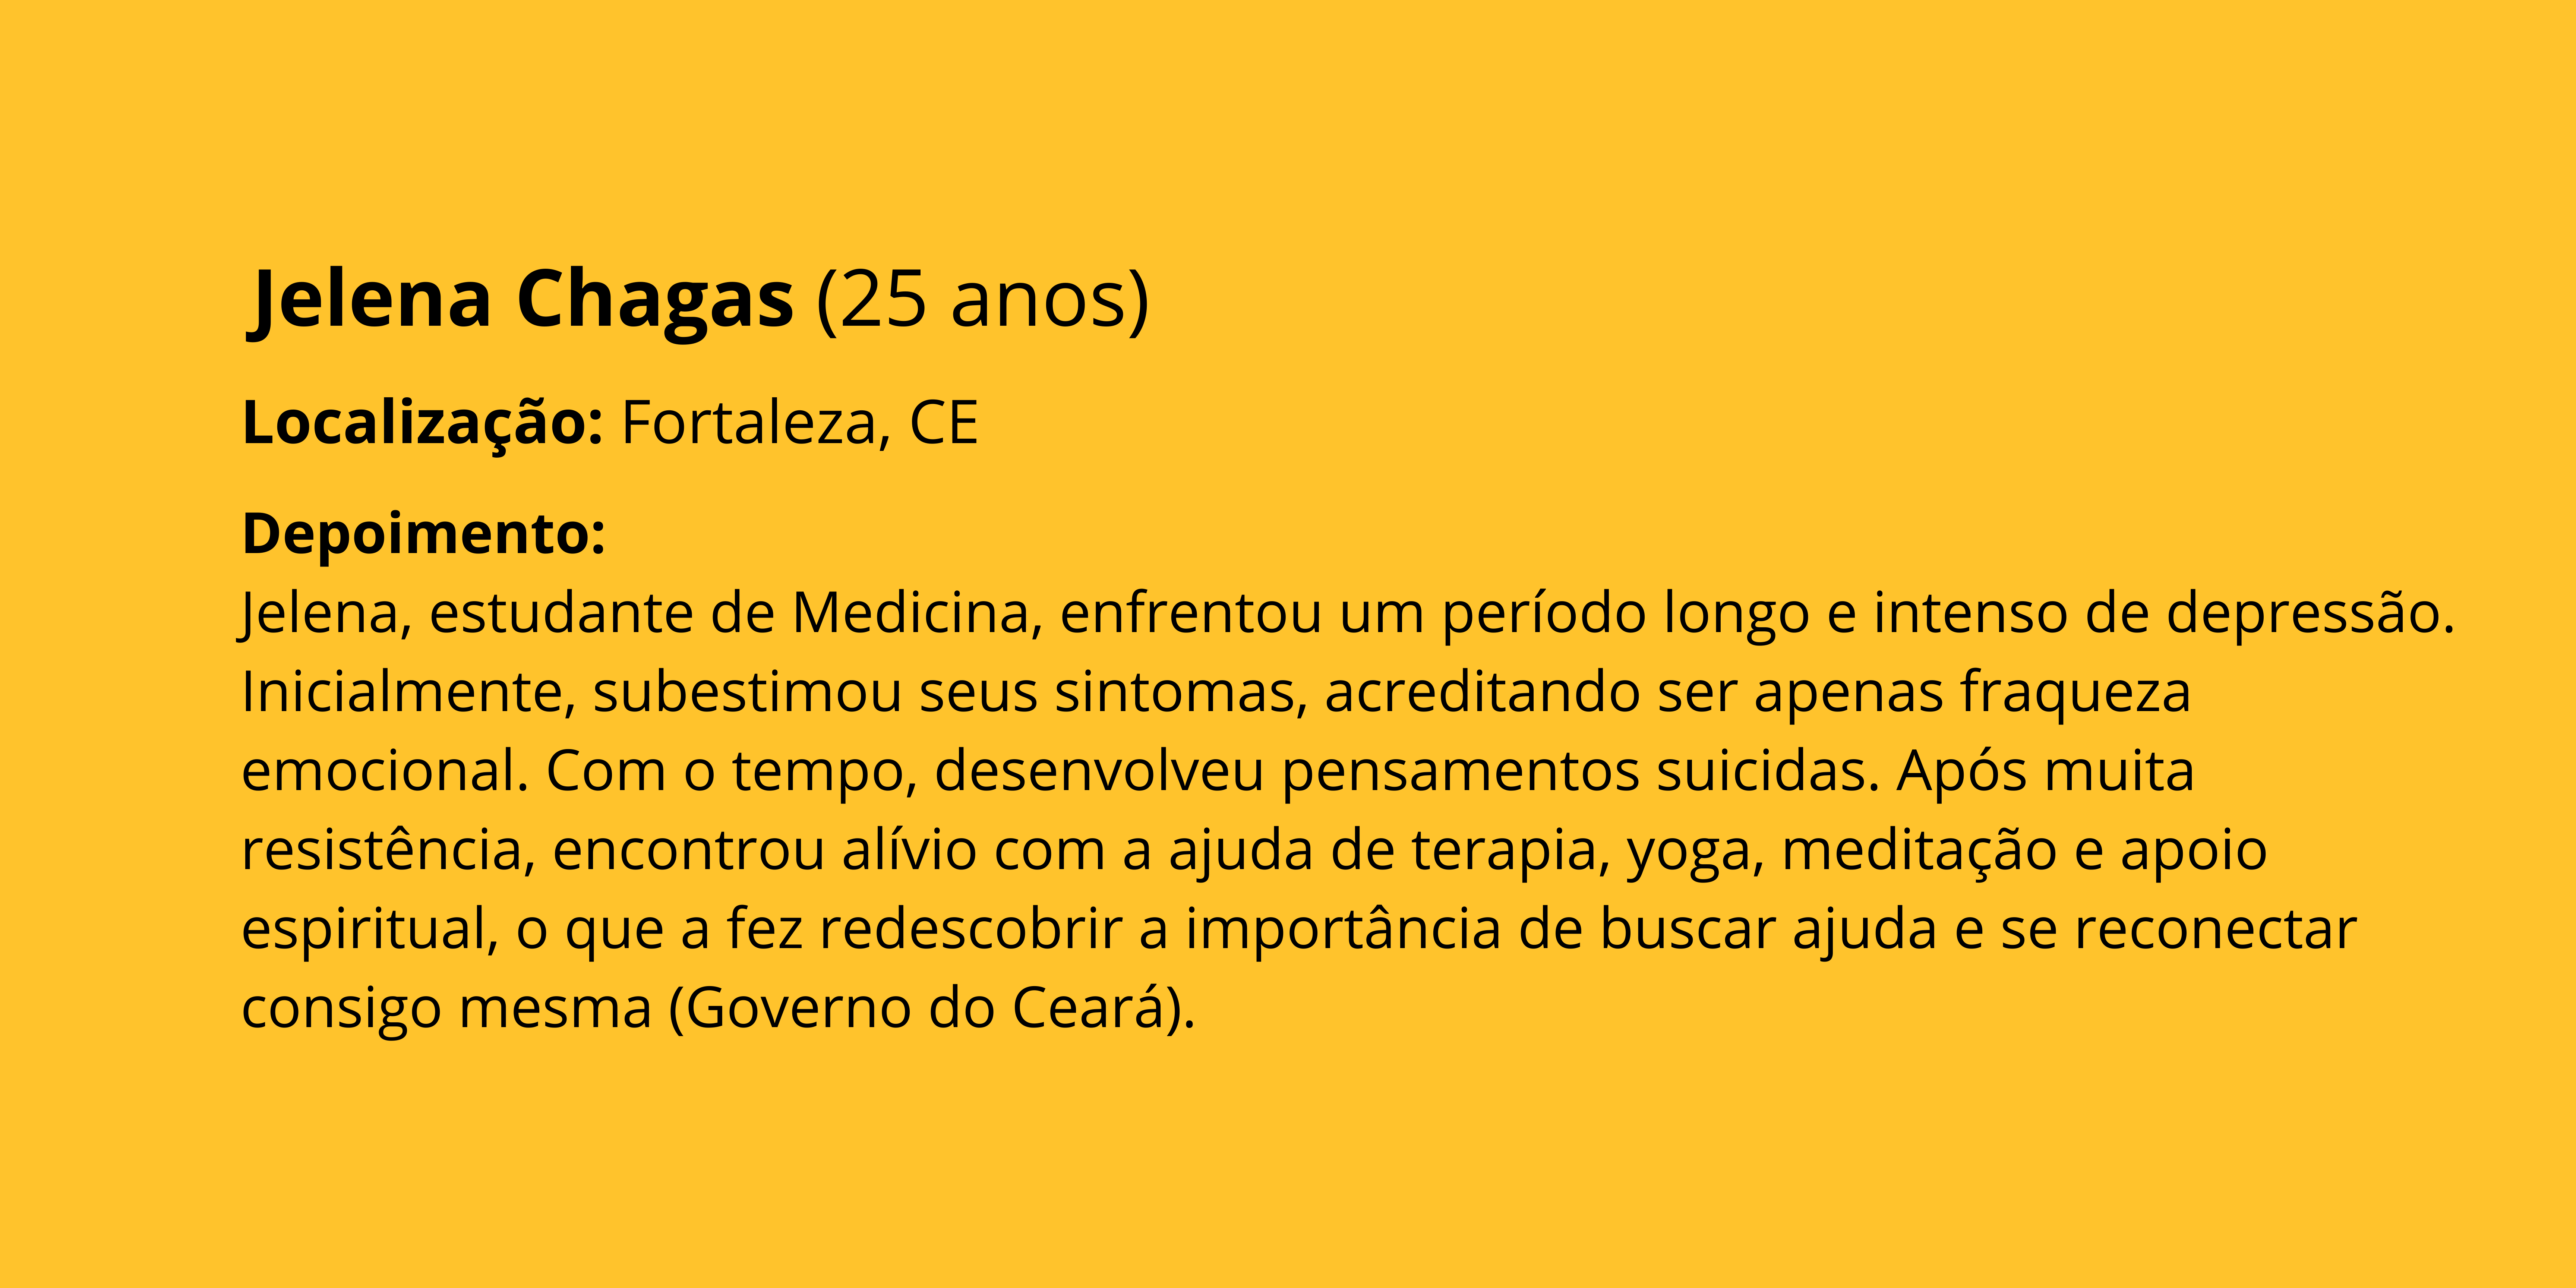 Jelena Chagas (25 anos)
Localização: Fortaleza, CE
Depoimento:
Jelena, estudante de Medicina, enfrentou um período longo e intenso de depressão.
Inicialmente, subestimou seus sintomas, acreditando ser apenas fraqueza
emocional. Com o tempo, desenvolveu pensamentos suicidas. Após muita
resistência, encontrou alívio com a ajuda de terapia, yoga, meditação e apoio
espiritual, o que a fez redescobrir a importância de buscar ajuda e se reconectar
consigo mesma (Governo do Ceará).